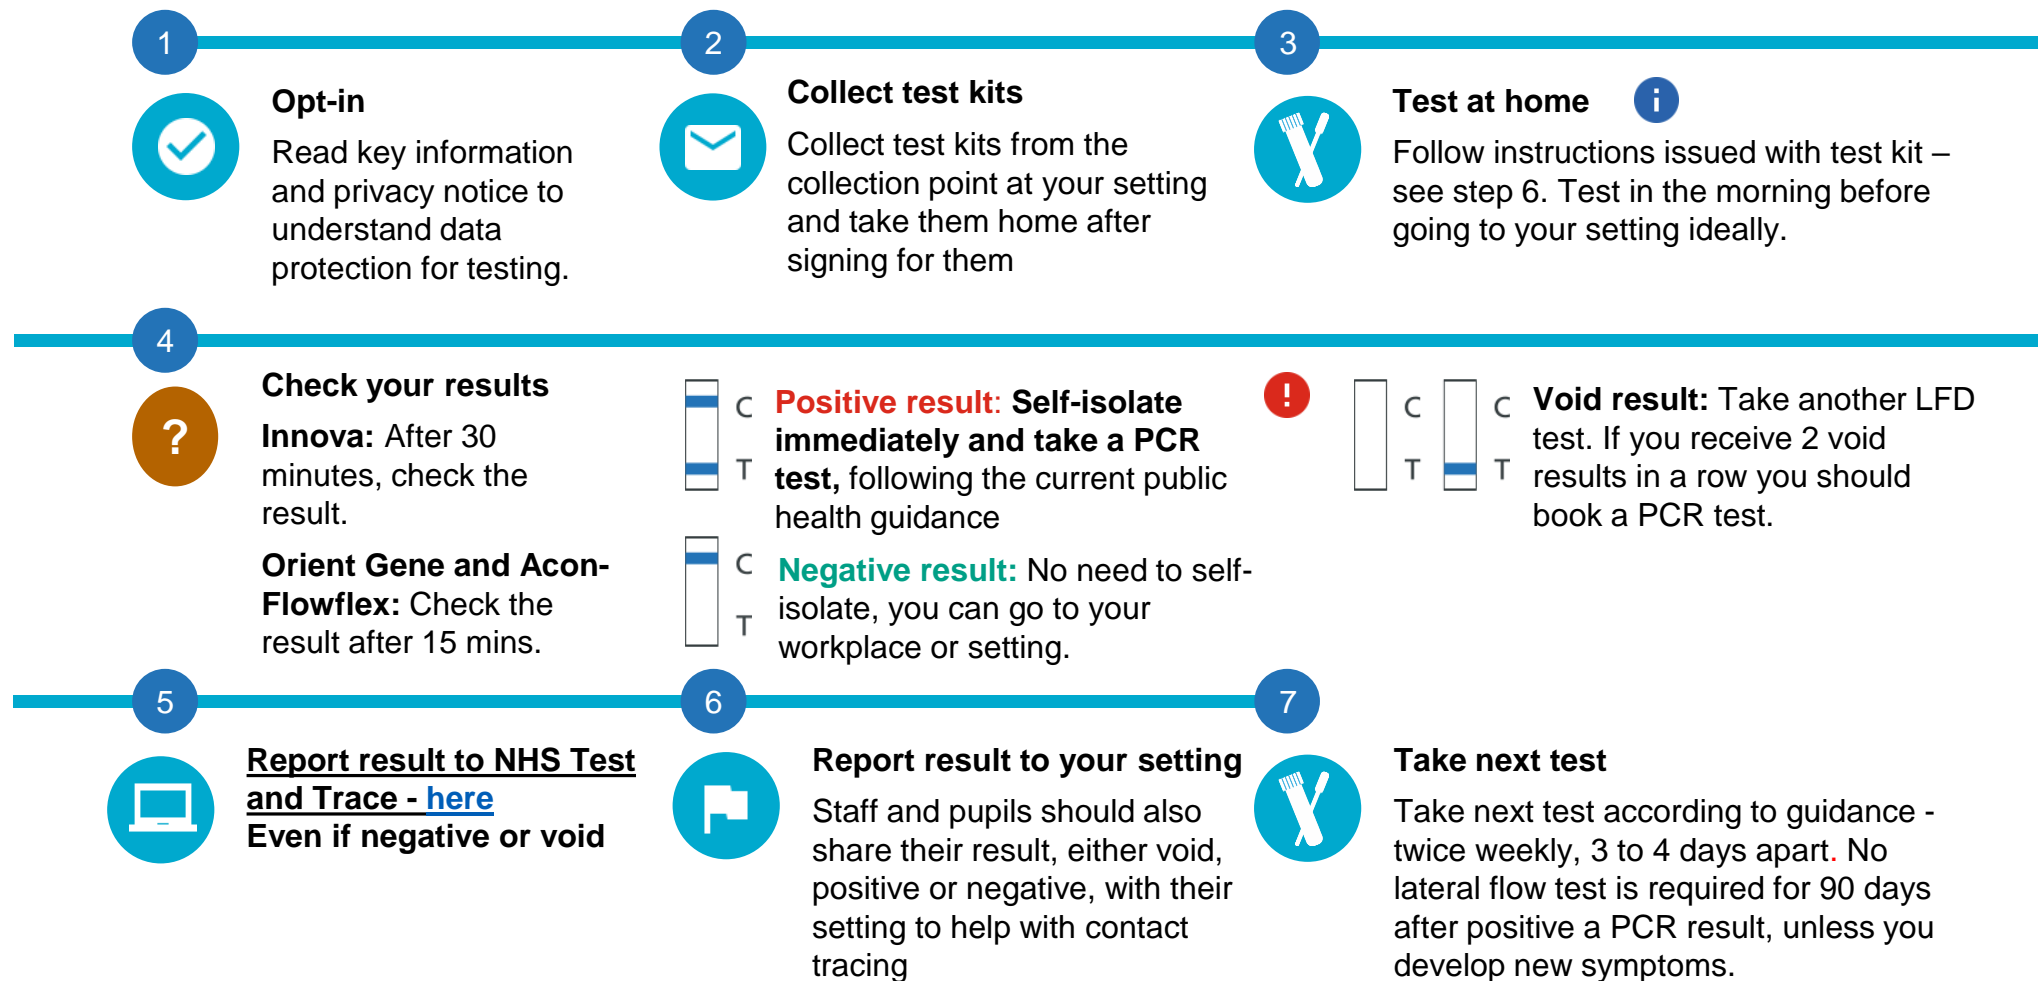 1
2
3
Opt-in
Read key information
and privacy notice to
understand data
protection for testing.
Collect test kits
Collect test kits from the
collection point at your setting
and take them home after
signing for them
Test at home
i
Follow instructions issued with test kit –
see step 6. Test in the morning before
going to your setting ideally.
4
?
Check your results
Innova: After 30
minutes, check the
result.
Orient Gene and Acon-
Flowflex: Check the
result after 15 mins.
C
T
Positive result: Self-isolate
immediately and take a PCR
test, following the current public
health guidance
C
T
Negative result: No need to self-
isolate, you can go to your
workplace or setting.
!
C
T
C
T
Void result: Take another LFD
test. If you receive 2 void
results in a row you should
book a PCR test.
5
6
7
Report result to NHS Test
and Trace - here
Even if negative or void
Report result to your setting
Staff and pupils should also
share their result, either void,
positive or negative, with their
setting to help with contact
tracing
Take next test
Take next test according to guidance -
twice weekly, 3 to 4 days apart. No
lateral flow test is required for 90 days
after positive a PCR result, unless you
develop new symptoms.